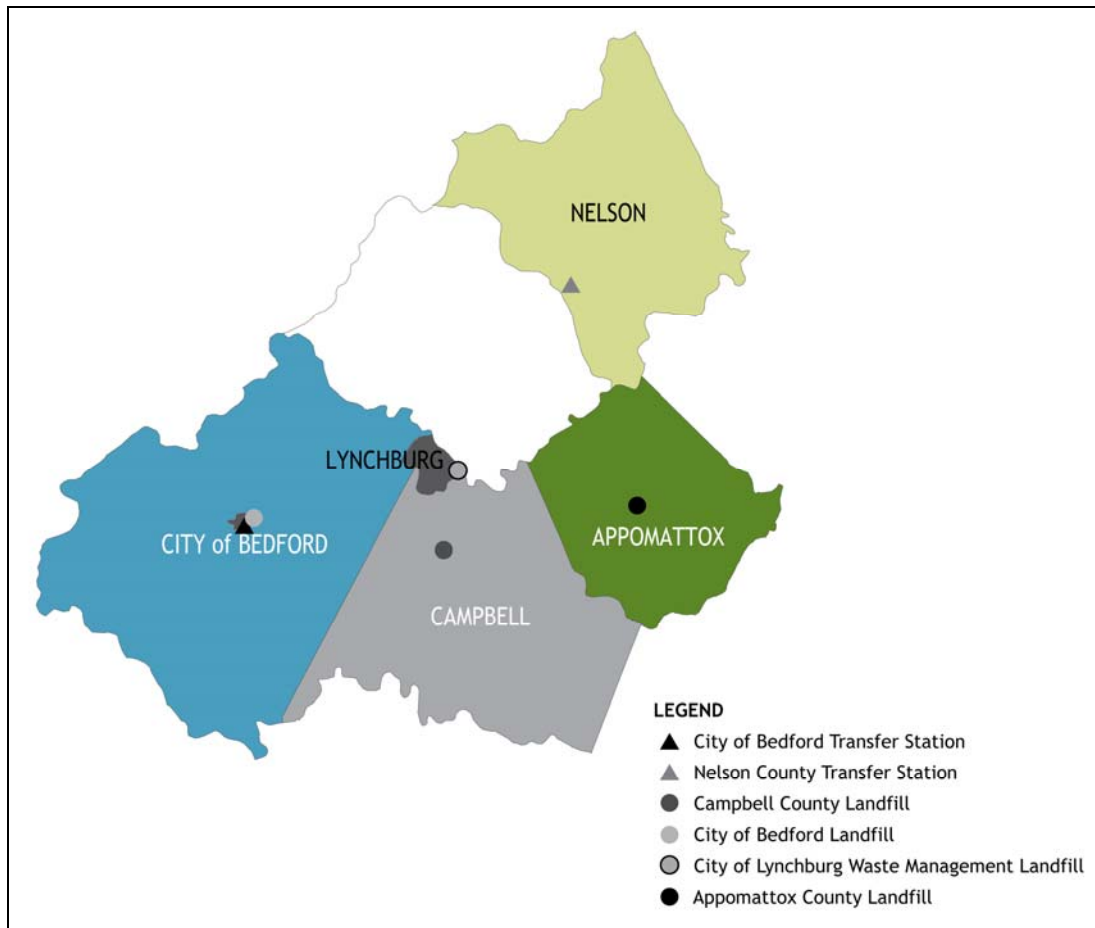 NELSON
LYNCHBURG
CITY of BEDFORD
APPOMATTOX
CAMPBELL
LEGEND
City of Bedford Transfer Station
Nelson County Transfer Station
Campbell County Landfill
City of Bedford Landfill
City of Lynchburg Waste Management Landfill
Appomattox County Landfill